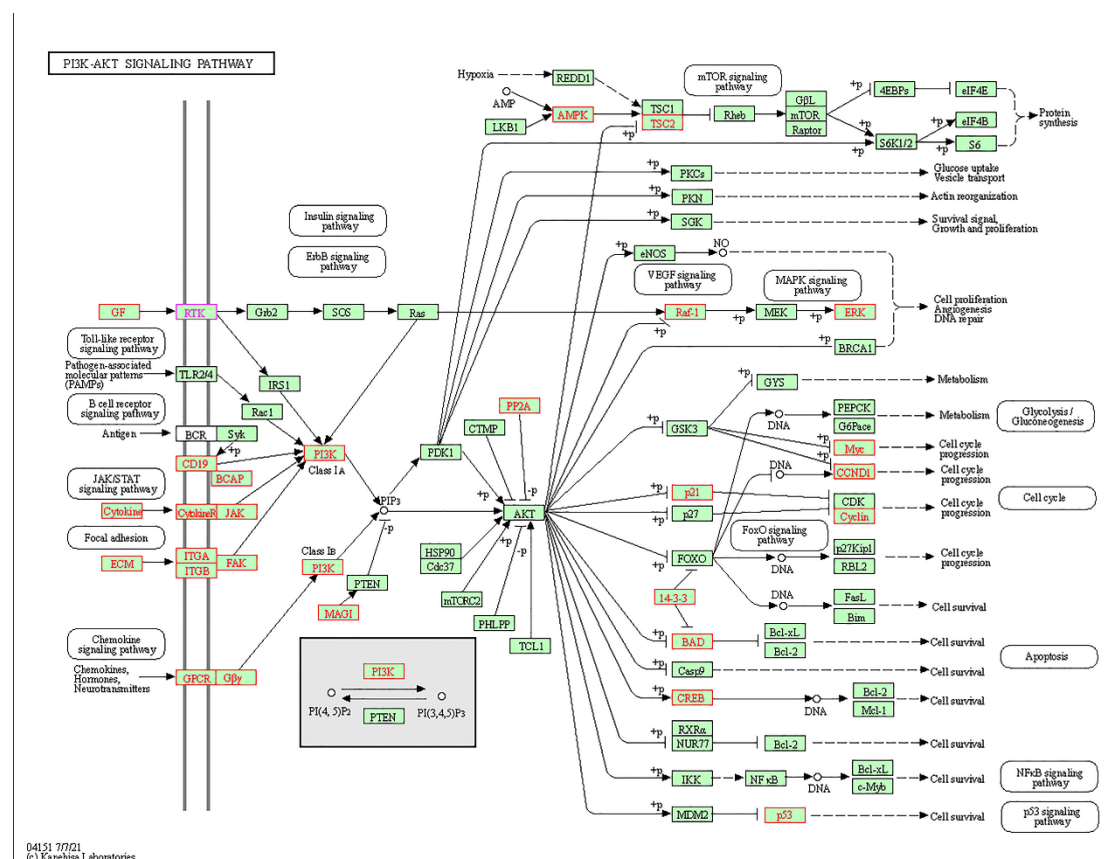 PI3K-AKT SIGNALING PATHWAY
Hypoxia
REDD1
mTOR signaling
pathway
AMP
LKB1
AMPK
+p
TSC1
TSC2
Rheb
GβL
mTOR
Raptor
+p
4EBPs
eIF4E
+p
eIF4B
S6K1/2
+p
+p
S6
Protein
synthesis
PKCs
Glucose uptake
Vesicle transport
PKN
Actin reorganization
SGK
Survival signal,
Growth and proliferation
Insulin signaling
pathway
ErbB signaling
pathway
+p
eNOS
NO
VEGF signaling
pathway
MAPK signaling
pathway
GF
RTK
Grb2
SOS
Ras
Raf-1
+p
+p
MEK
+p
ERK
Cell proliferation
Angiogenesis
DNA repair
+p
BRCA1
Toll-like receptor
signaling pathway
Pathogen-associated
molecular patterns
(PAMPs)
TLR2/4
IRS1
Rac1
B cell receptor
signaling pathway
Antigen
BCR
Syk
+p
CD19
BCAP
PI3K
Class IA
JAK/STAT
signaling pathway
Cytokine
CytokineR
JAK
Focal adhesion
ECM
ITGA
ITGB
FAK
PP2A
CTMP
PDK1
PIP3
-p
+p
-p
AKT
+p
-p
Class IB
PI3K
PTEN
MAGI
HSP90
Cdc37
mTORC2
PHLPP
TCL1
+p
GYS
Metabolism
+p
GSK3
DNA
PEPCK
G6Pace
Metabolism
Glycolysis /
Gluconeogenesis
+p
+p
Myc
Cell cycle
progression
DNA
CCND1
Cell cycle
progression
+p
p21
+p
p27
CDK
Cyclin
Cell cycle
progression
Cell cycle
FoxO signaling
pathway
+p
FOXO
DNA
p27Kip1
RBL2
Cell cycle
progression
14-3-3
DNA
FasL
Bim
Cell survival
+p
BAD
Bcl-xL
Bcl-2
Cell survival
Apoptosis
+p
Casp9
Cell survival
+p
CREB
DNA
Bcl-2
Mcl-1
Cell survival
+p
RXRα
NUR77
Bcl-2
Cell survival
+p
IKK
NFκB
DNA
Bcl-xL
c-Myb
Cell survival
NFκB signaling
pathway
+p
MDM2
p53
Cell survival
p53 signaling
pathway
Chemokine
signaling pathway
Chemokines,
Hormones,
Neurotransmitters
GPCR
Gβγ
PI3K
PI(4, 5)P2
PI(3,4,5)P3
PTEN
04151 7/7/21
(c) Kanehisa Laboratories